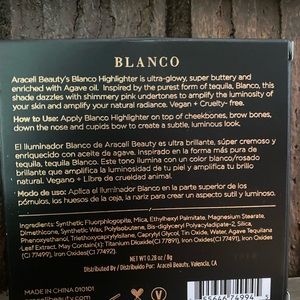 BLANCO
Araceli Beauty's Blanco Highlighter is ultra-glowy, super buttery and
enriched with Agave oil. Inspired by the purest form of tequila, Blanco, this
shade dazzles with shimmery pink undertones to amplify the luminosity of
your skin and amplify your natural radiance. Vegan + Cruelty- free.
How to Use: Apply Blanco Highlighter on top of cheekbones, brow bones,
down the nose and cupids bow to create a subtle, luminous look.
El Iluminador Blanco de Araceli Beauty es ultra brillante, súper cremoso y
enriquecido con aceite de agave. Inspirado en la forma más pura de
tequila, Blanco. Este tono ilumina con un color blanco/rosado
brillante que amplifica la luminosidad de tu piel y amplifica tu brillo
natural. Vegano + Libre de crueldad animal.
Modo de uso: Aplica el Iluminador Blanco en la parte superior de los
pómulos, los huesos de la ceja, la nariz para crear un aspecto sutil y luminoso.
Ingredients: Synthetic Fluorphlogopite, Mica, Ethylhexyl Palmitate, Magnesium Stearate,
Dimethicone, Synthetic Wax, Polyisobutene, Bis-diglyceryl Polyacyladipate-2, Silica,
Phenoxyethanol, Triethoxycaprylylsilane, Caprylyl Glycol, Tin Oxide, Water, Agave Tequilana
Leaf Extract. May Contain(+/-): Titanium Dioxide(CI 77891), Iron Oxides(CI 77491),
(CI 77499), Iron Oxides(CI 77492)
NET WT 0.28 oz / 8g
Distributed By / Distribuido Por: Araceli Beauty, Valencia, CA
MADE IN CHINA 010101
aracelibeauty.com